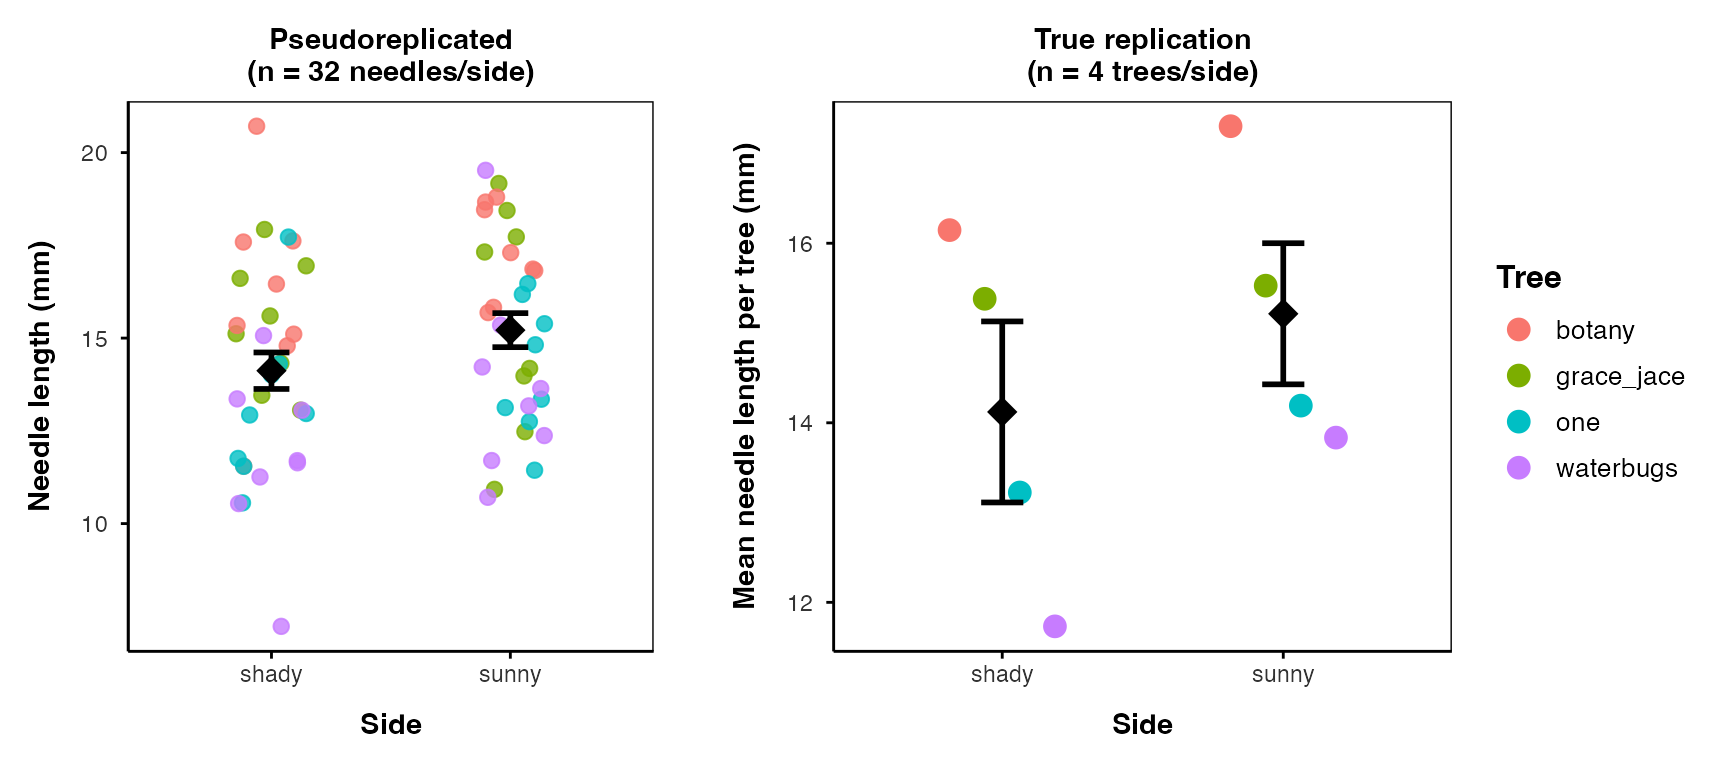 Pseudoreplicated
(n = 32 needles/side)
Needle length (mm)
20
15
10
shady
sunny
Side
True replication
(n = 4 trees/side)
Mean needle length per tree (mm)
16
14
12
shady
sunny
Side
Tree
botany
grace_jace
one
waterbugs